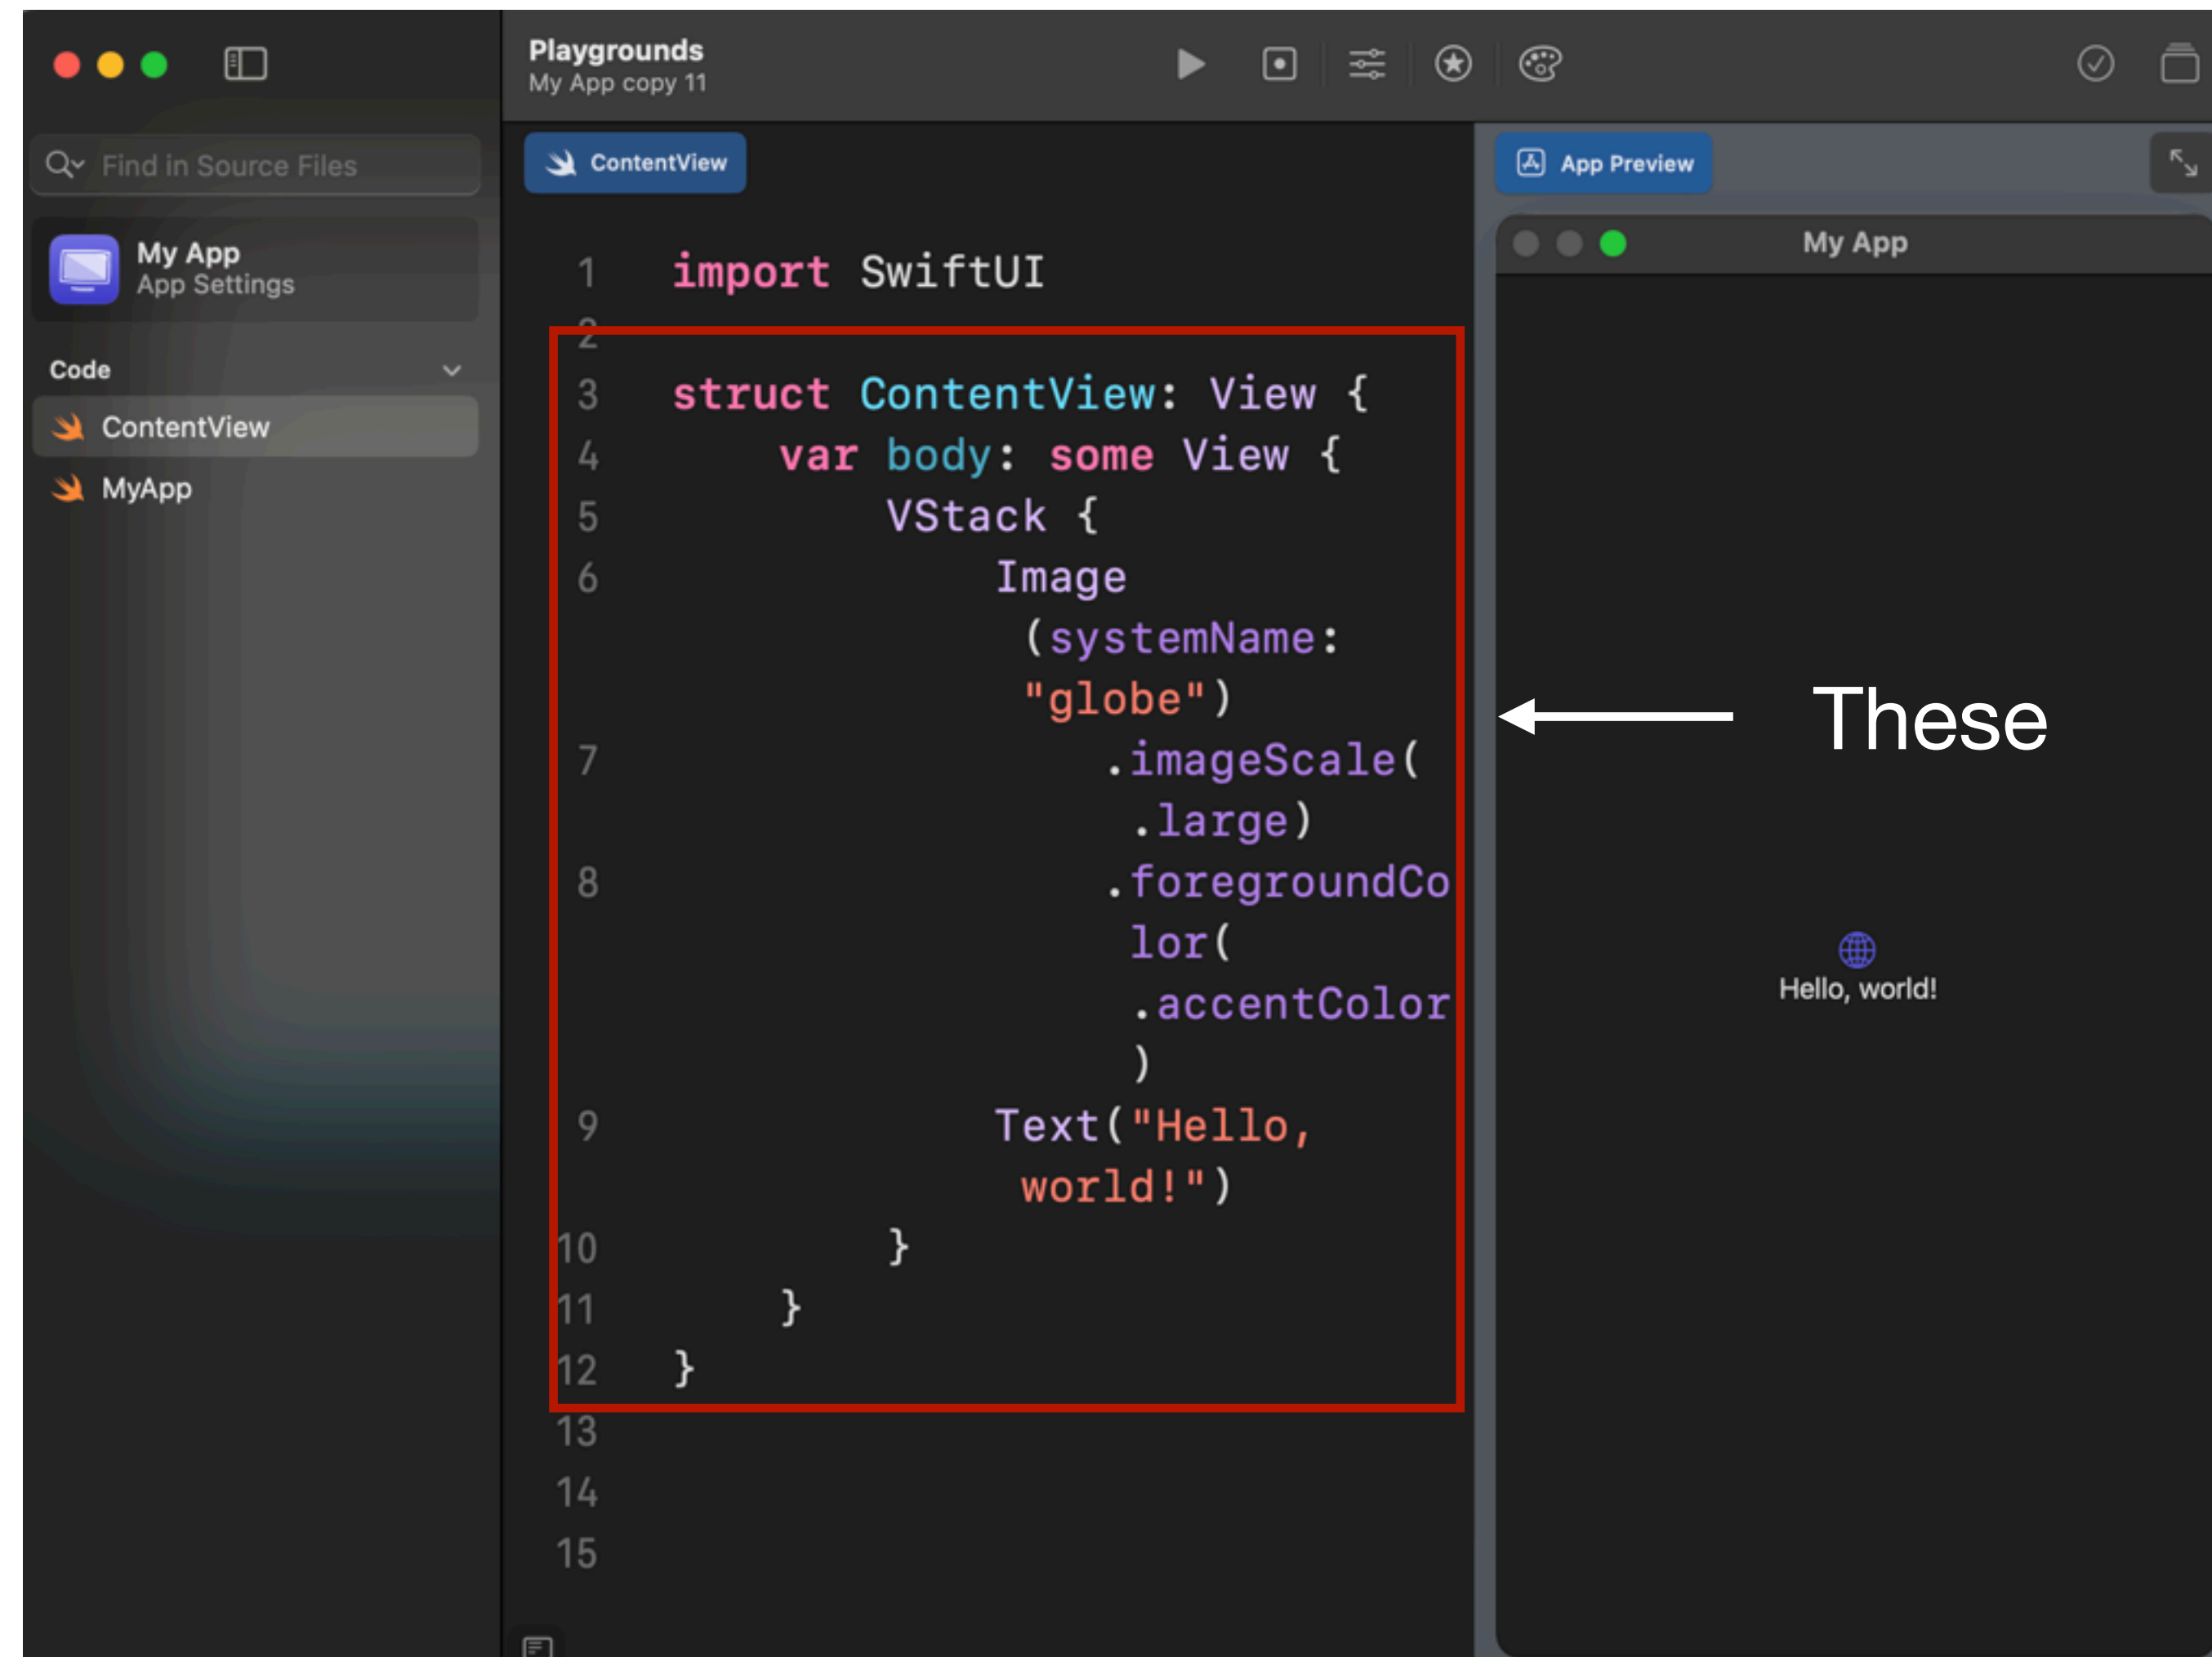 Playgrounds
My App copy 11
Find in Source Files
My App
App Settings
Code
ContentView
MyApp
ContentView
1 import SwiftUI
2
3 struct ContentView: View {
4 var body: some View {
5 VStack {
6 Image
(systemName:
"globe")
7 .imageScale(
.large)
8 .foregroundCo
lor(
.accentColor
)
9 Text("Hello,
world!")
10 }
11 }
12 }
13
14
15
App Preview
My App
These
Hello, world!